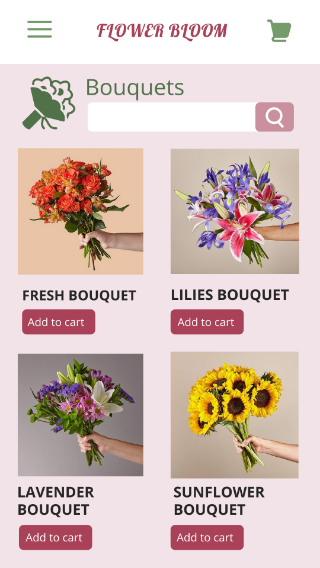 FLOWER BLOOM
Bouquets
FRESH BOUQUET
Add to cart
LILIES BOUQUET
Add to cart
LAVENDER
BOUQUET
Add to cart
SUNFLOWER
BOUQUET
Add to cart